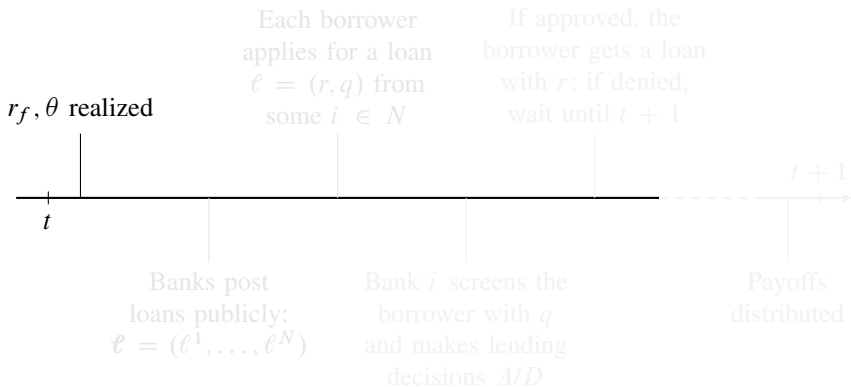 Each borrower
applies for a loan
ℓ = (r, q) from
some i ∈ N
If approved, the
borrower gets a loan
with r; if denied,
wait until t + 1
r_f, θ realized
t + 1
t
Banks post
loans publicly:
ℓ = (ℓ¹, . . . , ℓᴺ)
Bank i screens the
borrower with q
and makes lending
decisions A/D
Payoffs
distributed